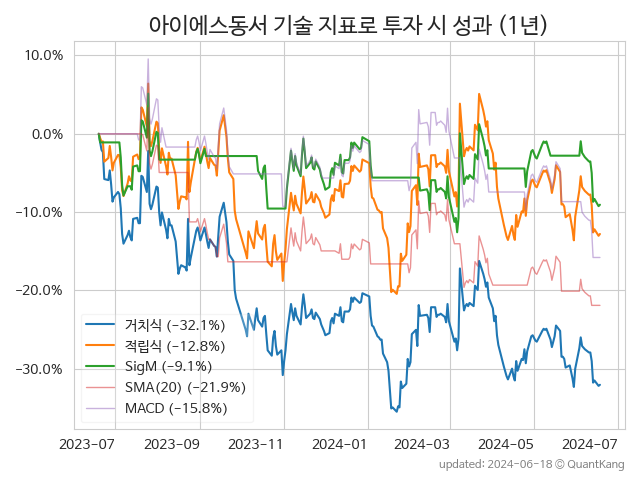 아이에스동서 기술 지표로 투자 시 성과 (1년)
10.0%
0.0%
−10.0%
−20.0%
−30.0%
거치식 (−32.1%)
적립식 (−12.8%)
SigM (−9.1%)
SMA(20) (−21.9%)
MACD (−15.8%)
2023−07 2023−09 2023−11 2024−01 2024−03 2024−05 2024−07
updated: 2024-06-18 ⓒ QuantKang